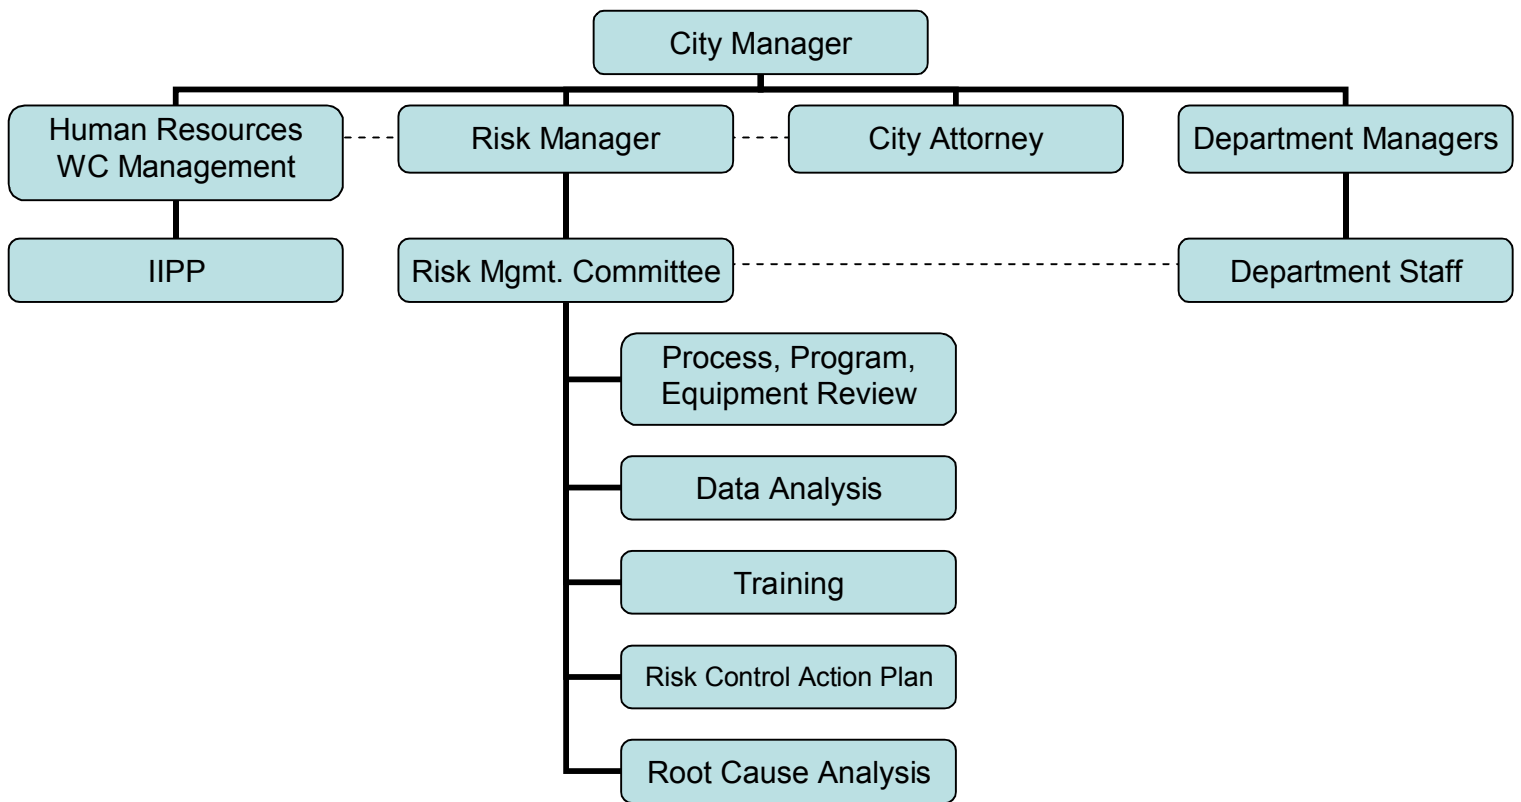 City Manager
Human Resources
WC Management
Risk Manager
City Attorney
Department Managers
IIPP
Risk Mgmt. Committee
Department Staff
Process, Program,
Equipment Review
Data Analysis
Training
Risk Control Action Plan
Root Cause Analysis